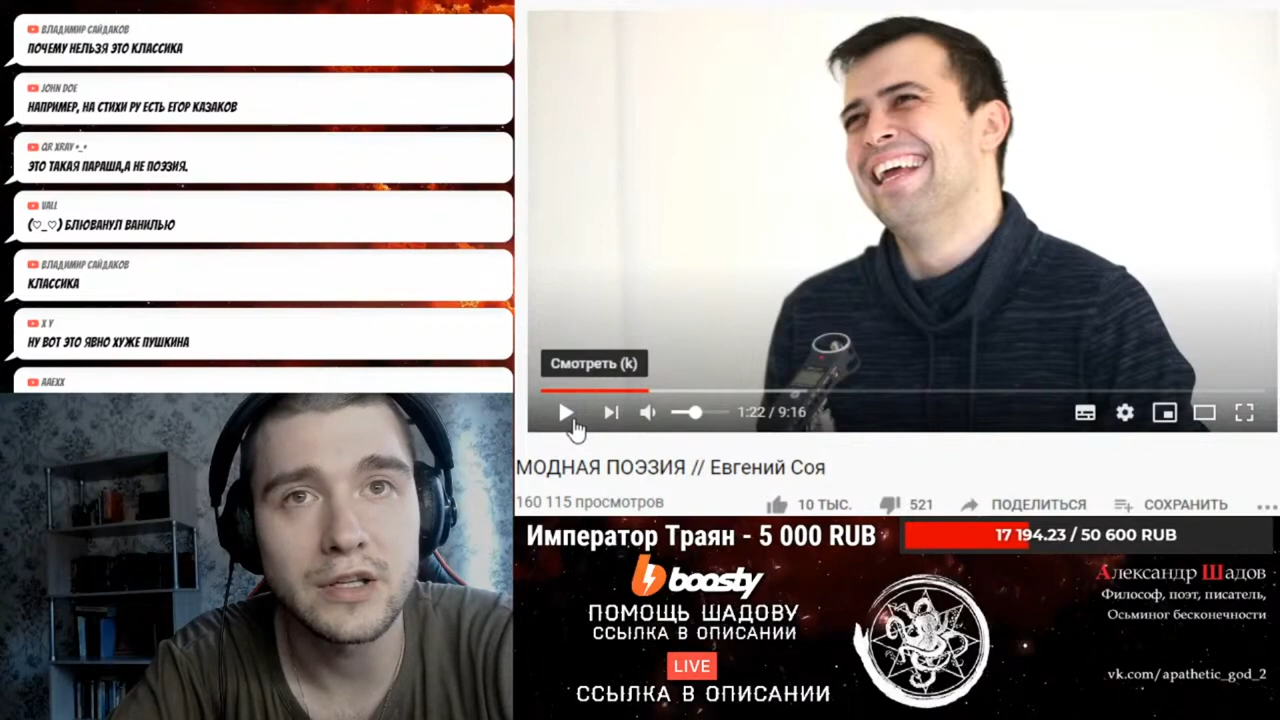 ВЛАДИМИР САЙДАКОВ
ПОЧЕМУ НЕЛЬЗЯ ЭТО КЛАССИКА
JOHN DOE
НАПРИМЕР, НА СТИХИ РУ ЕСТЬ ЕГОР КАЗАКОВ
QR XRAY •_•
ЭТО ТАКАЯ ПАРАША,А НЕ ПОЭЗИЯ.
VALL
(♡_♡) БЛЮВАНУЛ ВАНИЛЬЮ
ВЛАДИМИР САЙДАКОВ
КЛАССИКА
X Y
НУ ВОТ ЭТО ЯВНО ХУЖЕ ПУШКИНА
AAEXX
Смотреть (k)
1:22 / 9:16
МОДНАЯ ПОЭЗИЯ // Евгений Соя
160 115 просмотров
10 ТЫС.
521
ПОДЕЛИТЬСЯ
СОХРАНИТЬ
Император Траян - 5 000 RUB
17 194.23 / 50 600 RUB
boosty
ПОМОЩЬ ШАДОВУ
ССЫЛКА В ОПИСАНИИ
LIVE
ССЫЛКА В ОПИСАНИИ
Александр Шадов
Философ, поэт, писатель,
Осьминог бесконечности
vk.com/apathetic_god_2